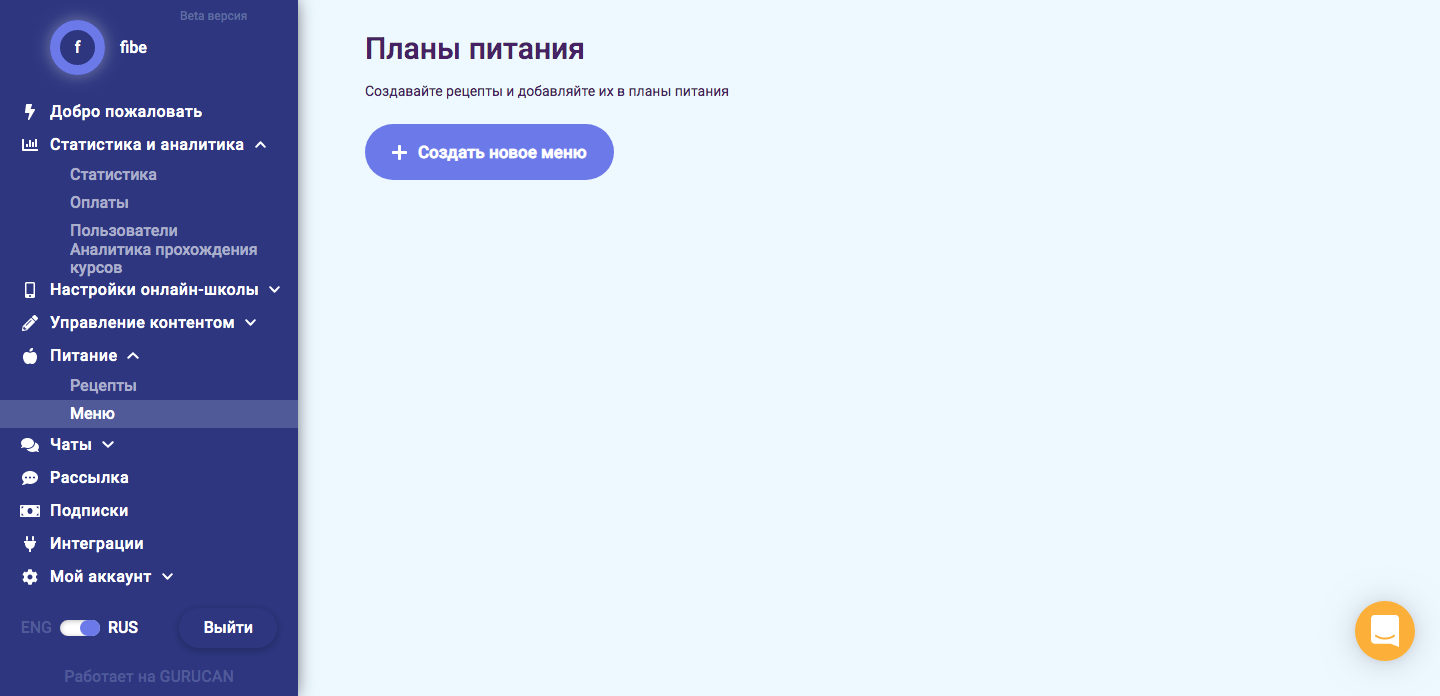 Beta версия
f
fibe
Добро пожаловать
Статистика и аналитика
Статистика
Оплаты
Пользователи
Аналитика прохождения
курсов
Настройки онлайн-школы
Управление контентом
Питание
Рецепты
Меню
Чаты
Рассылка
Подписки
Интеграции
Мой аккаунт
ENG RUS Выйти
Работает на GURUCAN
Планы питания
Создавайте рецепты и добавляйте их в планы питания
Создать новое меню